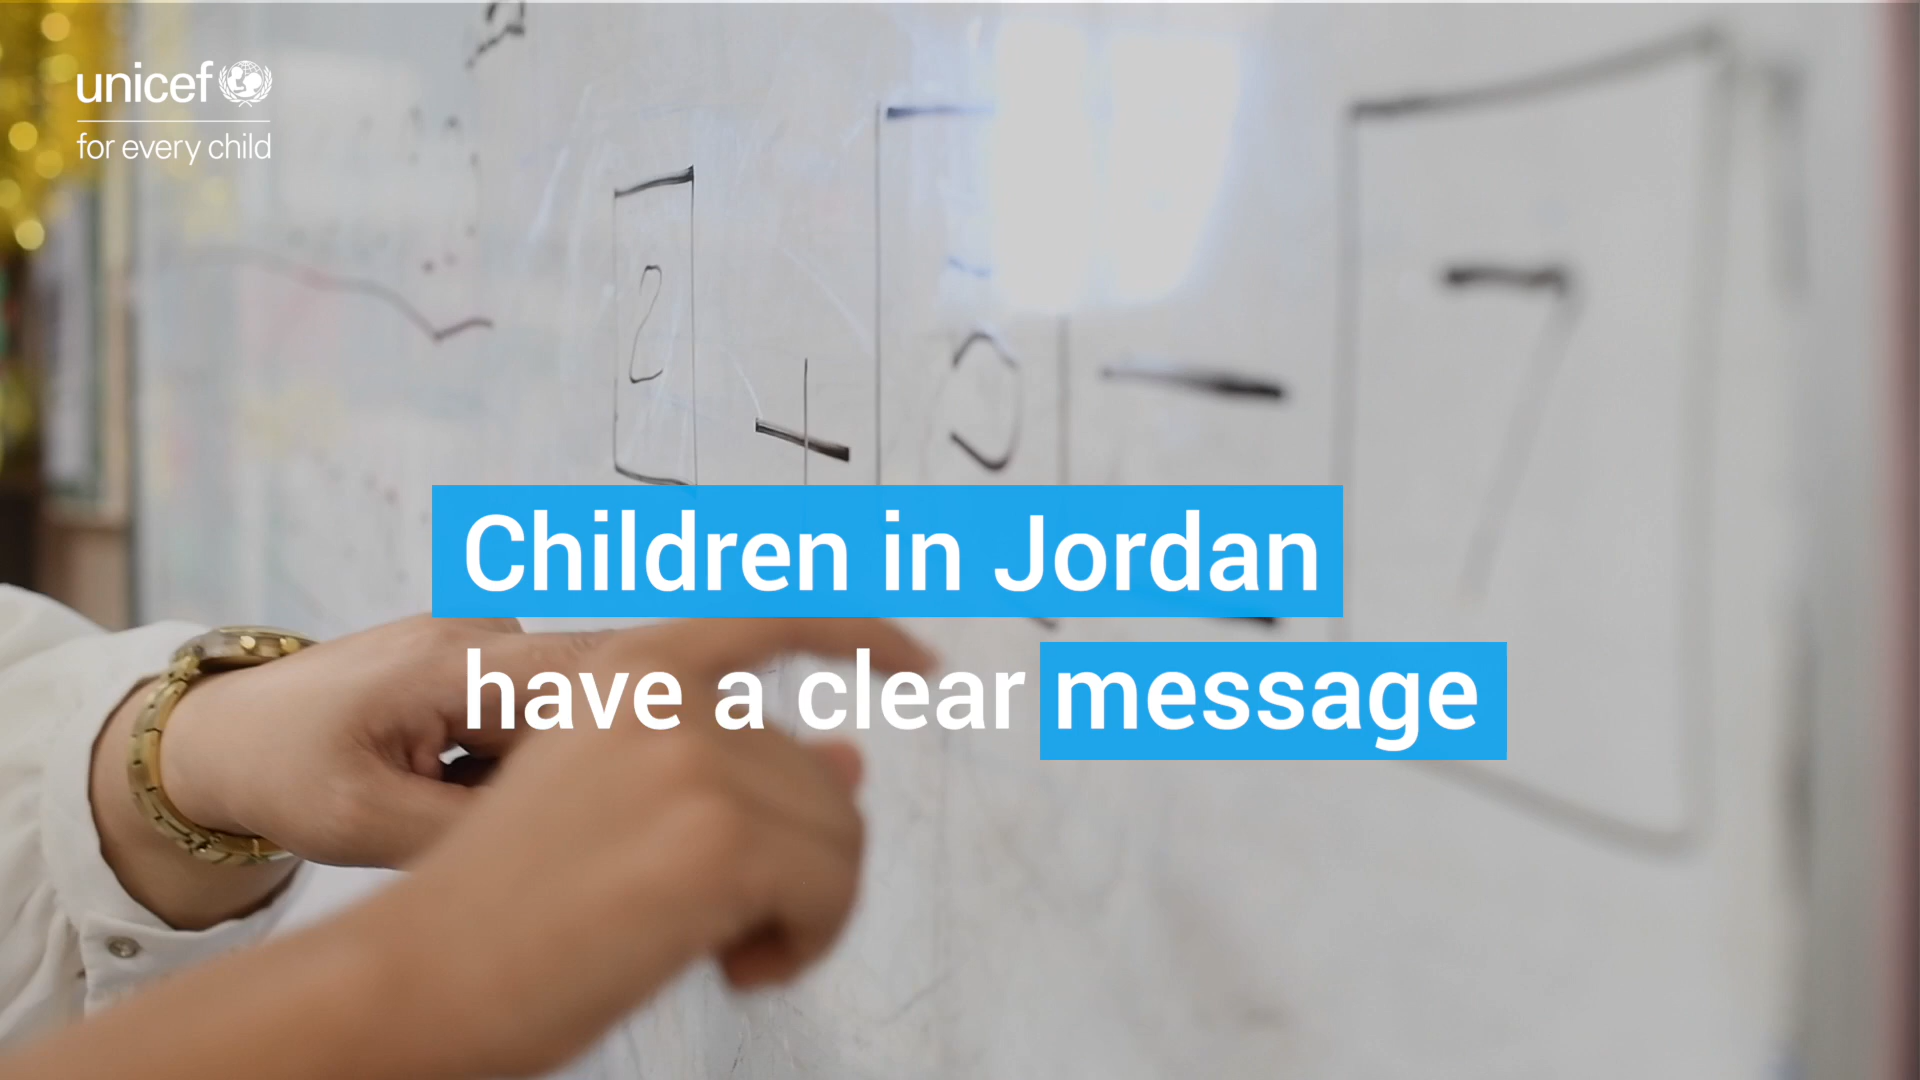 unicef
for every child
2 + 5 = 7
Children in Jordan
have a clear message